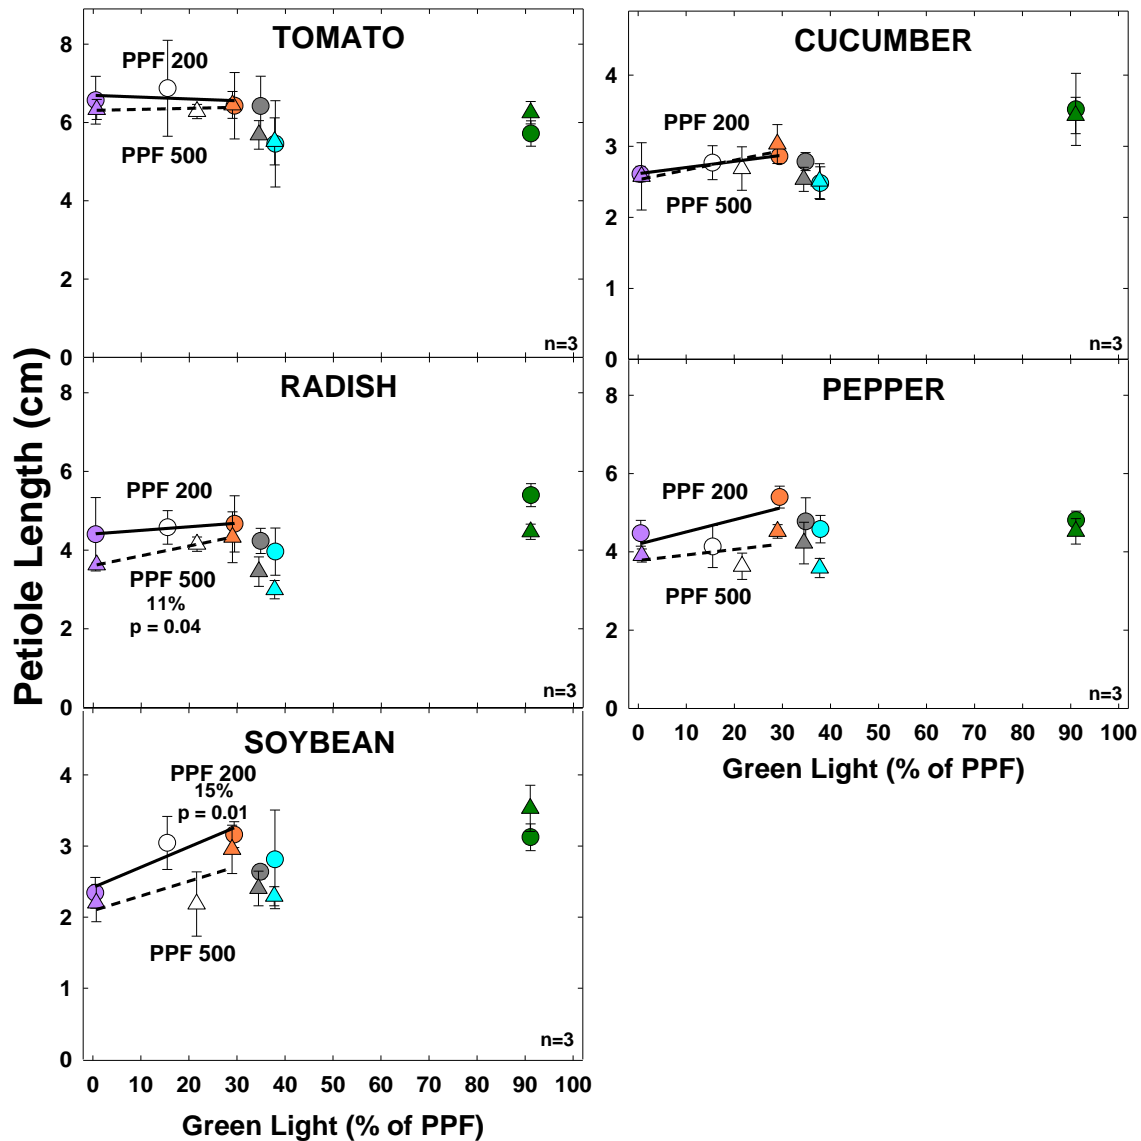 TOMATO
PPF 200
PPF 500
8
6
4
2
0
n=3
CUCUMBER
PPF 200
PPF 500
4
3
2
1
0
n=3
Petiole Length (cm)
RADISH
PPF 200
PPF 500
11%
p = 0.04
8
6
4
2
0
n=3
PEPPER
PPF 200
PPF 500
8
6
4
2
0
n=3
0 10 20 30 40 50 60 70 80 90 100
Green Light (% of PPF)
SOYBEAN
PPF 200
15%
p = 0.01
PPF 500
4
3
2
1
0
n=3
0 10 20 30 40 50 60 70 80 90 100
Green Light (% of PPF)